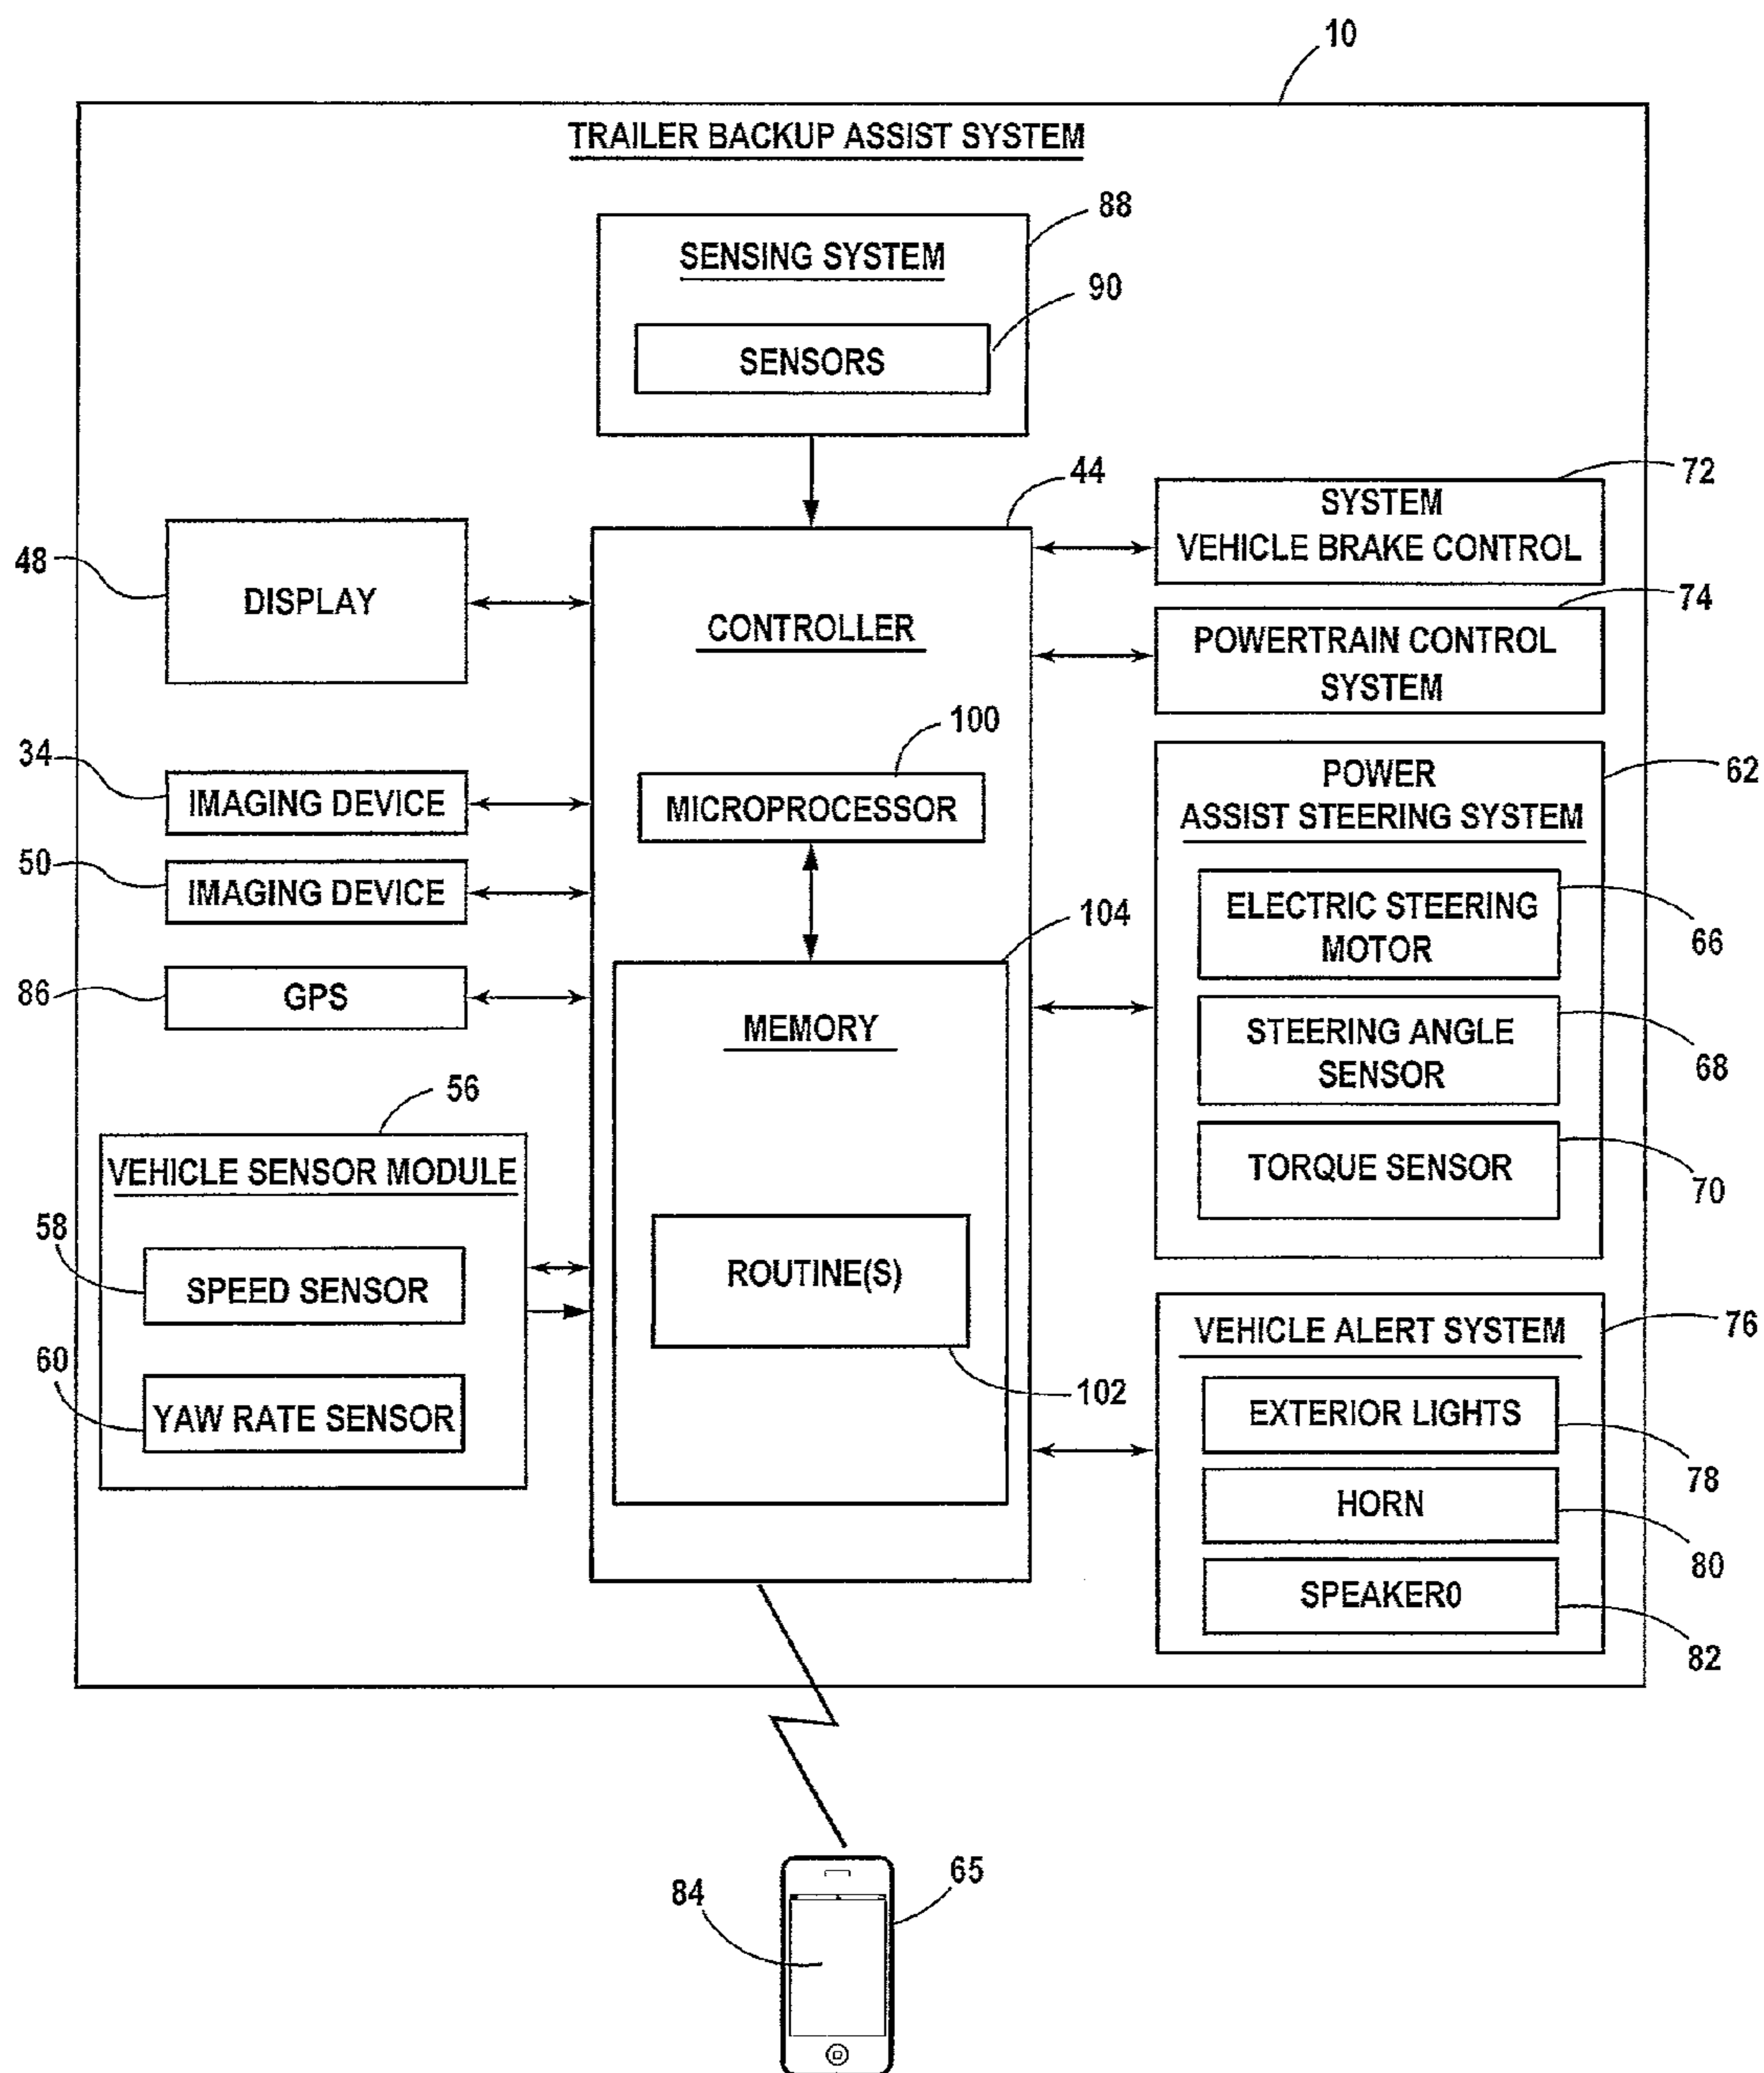 10
TRAILER BACKUP ASSIST SYSTEM
88
SENSING SYSTEM
90
SENSORS
44
72
SYSTEM
VEHICLE BRAKE CONTROL
48
DISPLAY
CONTROLLER
74
POWERTRAIN CONTROL
SYSTEM
100
MICROPROCESSOR
34
IMAGING DEVICE
50
IMAGING DEVICE
86
GPS
62
POWER
ASSIST STEERING SYSTEM
ELECTRIC STEERING
MOTOR
66
STEERING ANGLE
SENSOR
68
TORQUE SENSOR
70
104
MEMORY
ROUTINE(S)
102
56
VEHICLE SENSOR MODULE
58
SPEED SENSOR
60
YAW RATE SENSOR
76
VEHICLE ALERT SYSTEM
EXTERIOR LIGHTS
78
HORN
80
SPEAKER0
82
84
65